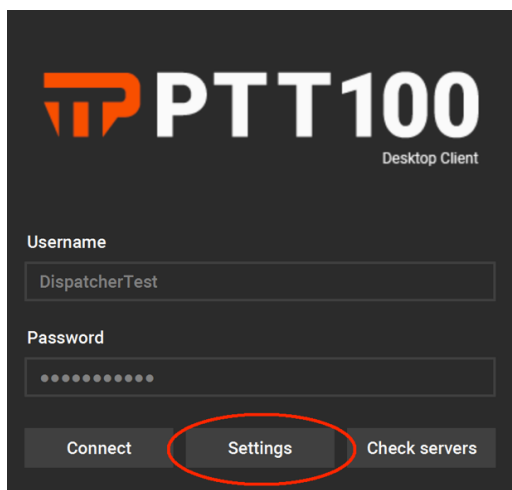 PTT100
Desktop Client
Username
DispatcherTest
Password
Connect Settings Check servers